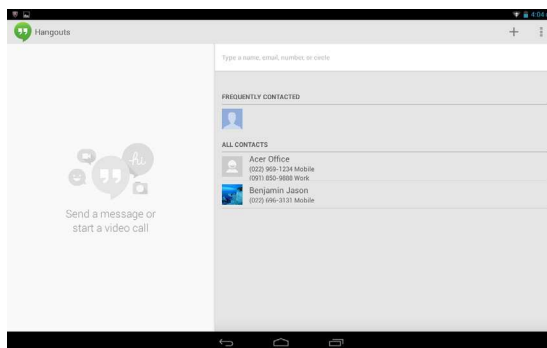 4:04
Hangouts
Type a name, email, number, or circle
FREQUENTLY CONTACTED
ALL CONTACTS
Acer Office
(022) 969-1234 Mobile
(091) 850-9888 Work
Benjamin Jason
(022) 696-3131 Mobile
hi
Send a message or
start a video call